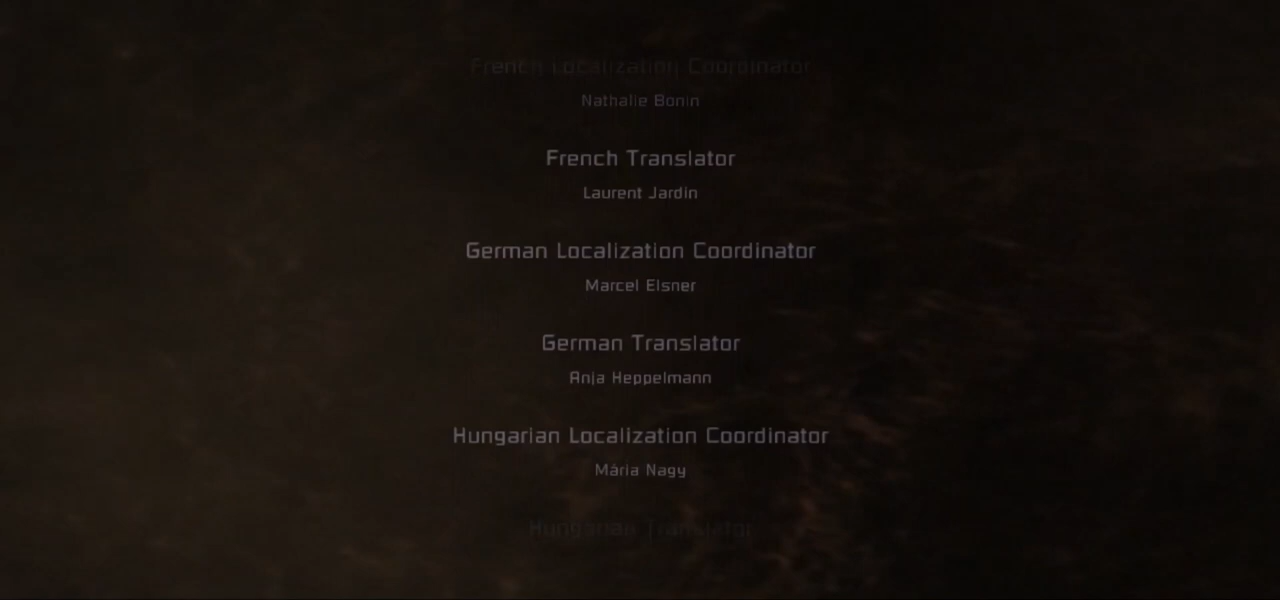 French Localization Coordinator
Nathalie Bonin
French Translator
Laurent Jardin
German Localization Coordinator
Marcel Elsner
German Translator
Anja Heppelmann
Hungarian Localization Coordinator
Mária Nagy
Hungarian Translator